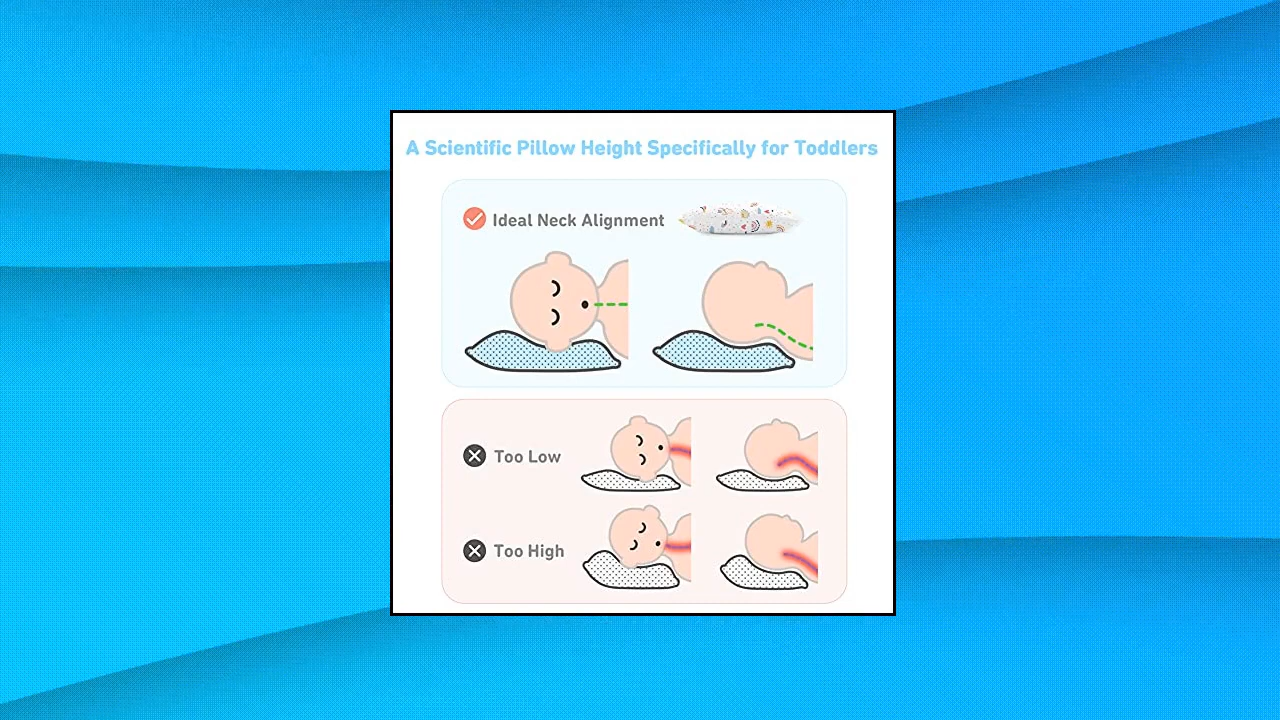 A Scientific Pillow Height Specifically for Toddlers
Ideal Neck Alignment
Too Low
Too High